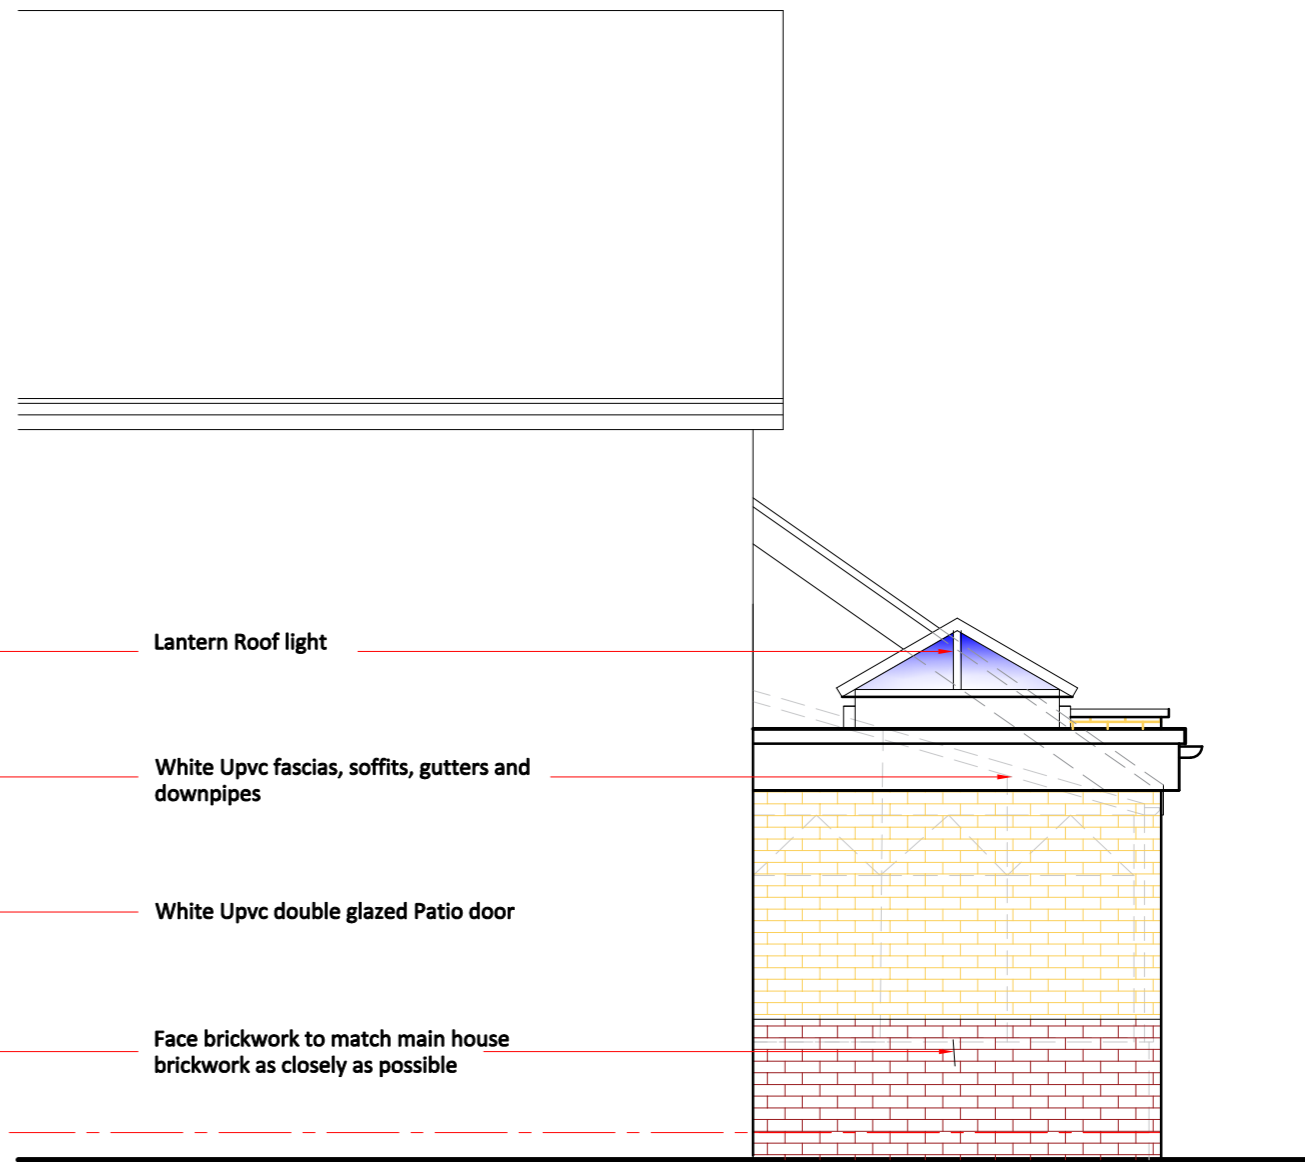 Lantern Roof light
White Upvc fascias, soffits, gutters and
downpipes
White Upvc double glazed Patio door
Face brickwork to match main house
brickwork as closely as possible